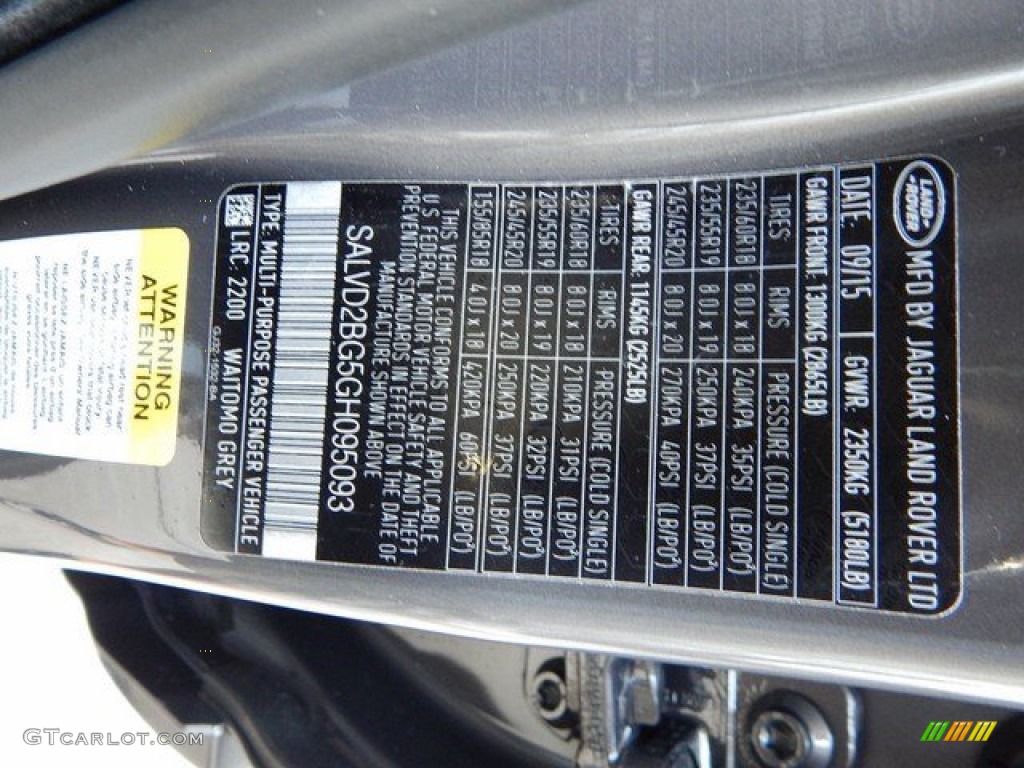 LAND-
ROVER
MFD BY JAGUAR LAND ROVER LTD
DATE: 09/15 GVWR: 2350KG (5180LB)
GAWR FRONT: 1300KG (2865LB)
TIRES RIMS PRESSURE (COLD SINGLE)
235/60R18 8.0J x 18 240KPA 35PSI (LB/PO²)
235/55R19 8.0J x 19 250KPA 37PSI (LB/PO²)
245/45R20 8.0J x 20 270KPA 40PSI (LB/PO²)
GAWR REAR: 1145KG (2525LB)
TIRES RIMS PRESSURE (COLD SINGLE)
235/60R18 8.0J x 18 210KPA 31PSI (LB/PO²)
235/55R19 8.0J x 19 220KPA 32PSI (LB/PO²)
245/45R20 8.0J x 20 250KPA 37PSI (LB/PO²)
155/85R18 4.0J x 18 420KPA 60PSI (LB/PO²)
THIS VEHICLE CONFORMS TO ALL APPLICABLE
U S FEDERAL MOTOR VEHICLE SAFETY AND THEFT
PREVENTION STANDARDS IN EFFECT ON THE DATE OF
MANUFACTURE SHOWN ABOVE
SALVD2BG5GH095093
TYPE: MULTI-PURPOSE PASSENGER VEHICLE
LRC: 2200 WAITOMO GREY
GJ32-1502-BA
WARNING
ATTENTION
GTCarlot.com